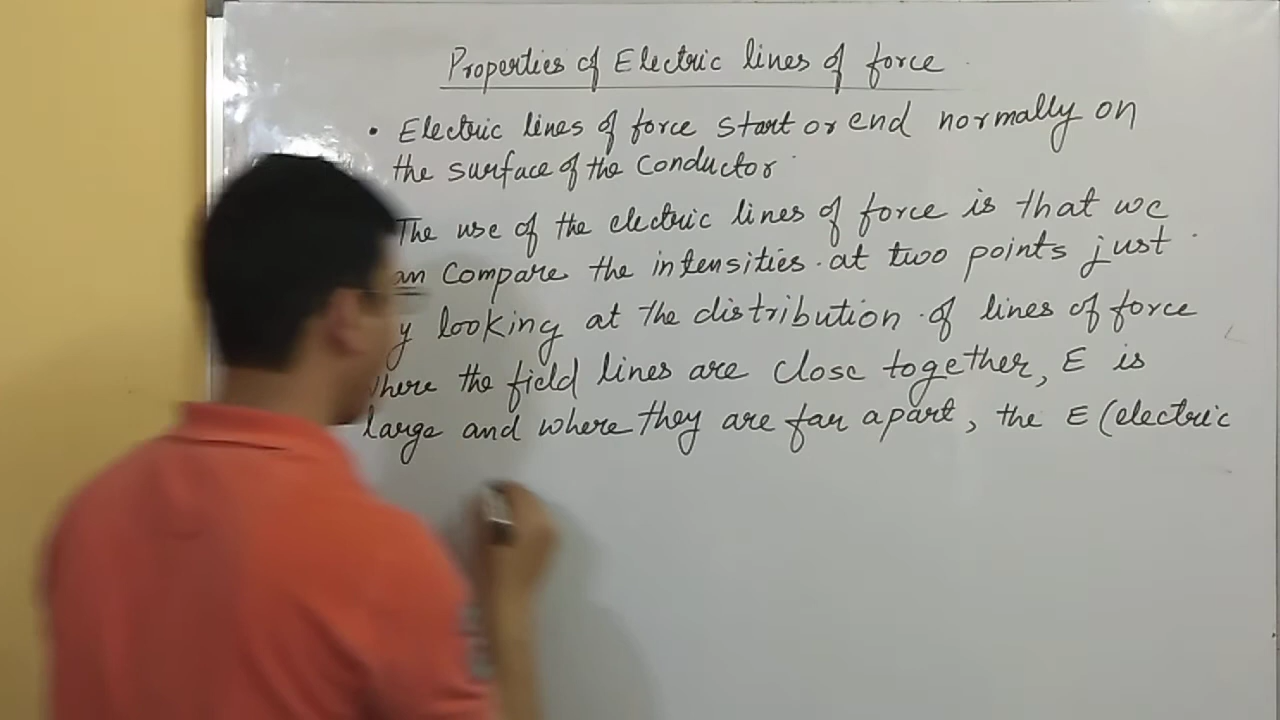 Properties of Electric lines of force
• Electric lines of force start or end normally on
the surface of the conductor
The use of the electric lines of force is that we
an compare the intensities at two points just
y looking at the distribution of lines of force
where the field lines are close together, E is
large and where they are far apart, the E (electric